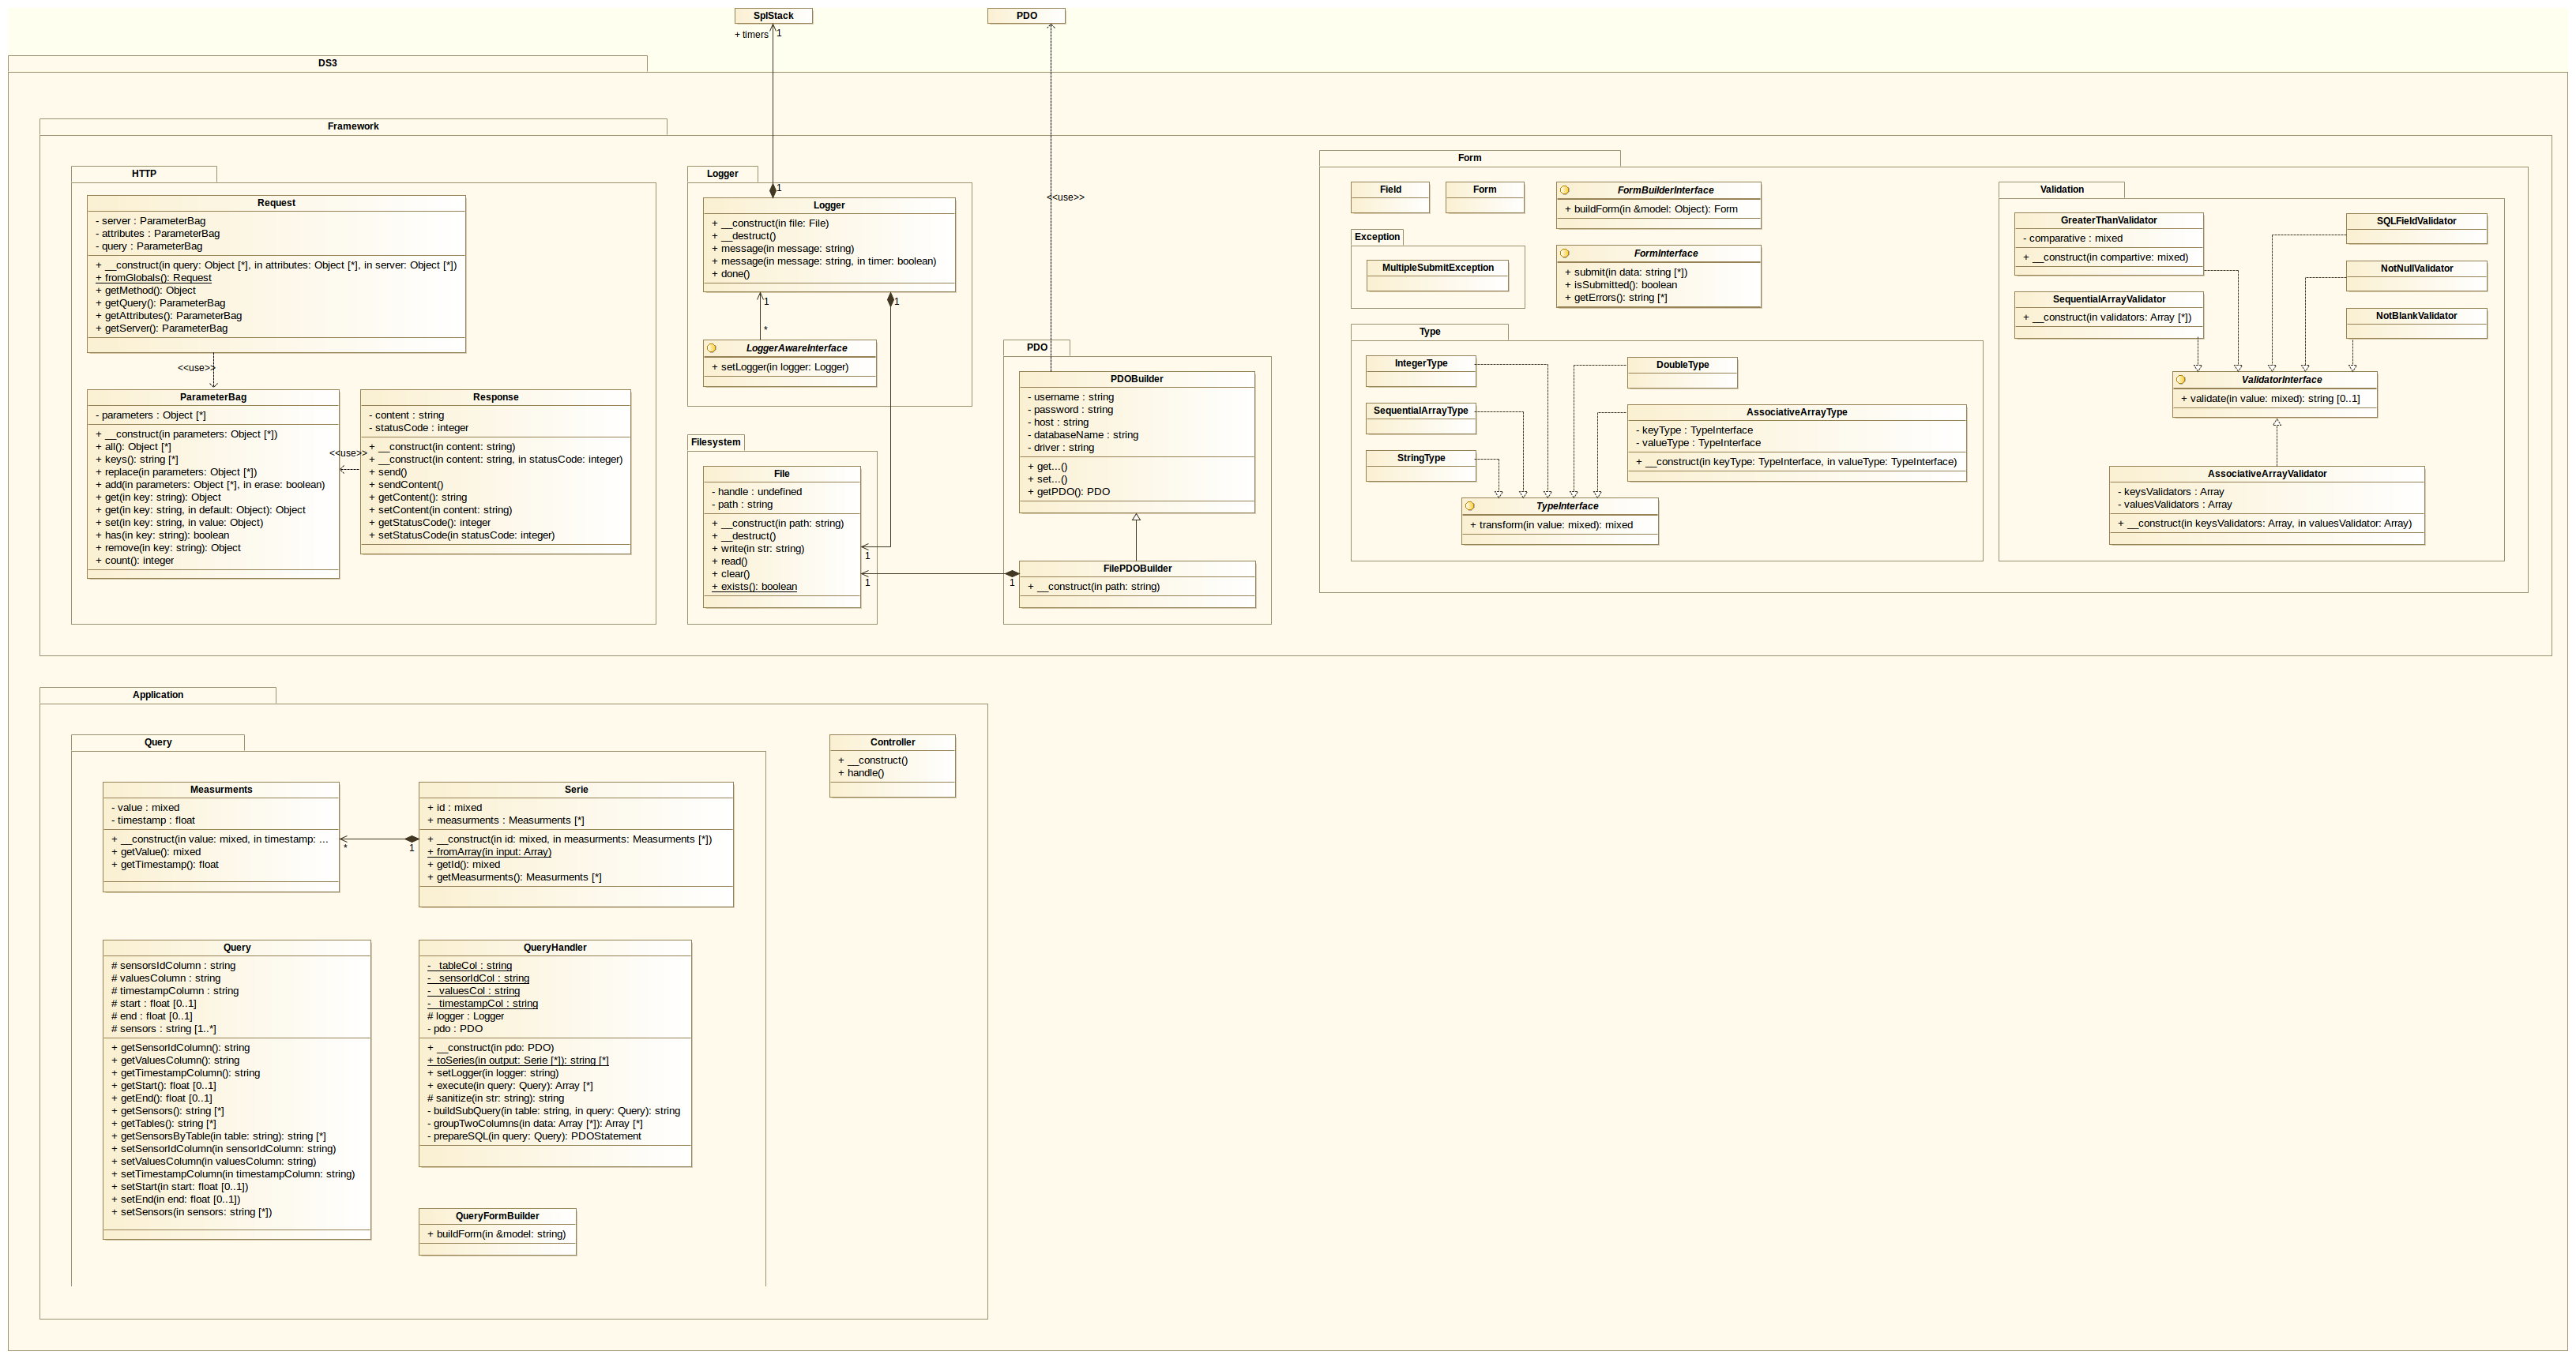 SplStack
PDO
+ timers
1
DS3
Framework
<<use>>
1
HTTP
Request
- server : ParameterBag
- attributes : ParameterBag
- query : ParameterBag
+ __construct(in query: Object [*], in attributes: Object [*], in server: Object [*])
+ fromGlobals(): Request
+ getMethod(): Object
+ getQuery(): ParameterBag
+ getAttributes(): ParameterBag
+ getServer(): ParameterBag
<<use>>
ParameterBag
- parameters : Object [*]
+ __construct(in parameters: Object [*])
+ all(): Object [*]
+ keys(): string [*]
+ replace(in parameters: Object [*])
+ add(in parameters: Object [*], in erase: boolean)
+ get(in key: string): Object
+ get(in key: string, in default: Object): Object
+ set(in key: string, in value: Object)
+ has(in key: string): boolean
+ remove(in key: string): Object
+ count(): integer
<<use>>
Response
- content : string
- statusCode : integer
+ __construct(in content: string)
+ __construct(in content: string, in statusCode: integer)
+ send()
+ sendContent()
+ getContent(): string
+ setContent(in content: string)
+ getStatusCode(): integer
+ setStatusCode(in statusCode: integer)
Logger
Logger
+ __construct(in file: File)
+ __destruct()
+ message(in message: string)
+ message(in message: string, in timer: boolean)
+ done()
1
1
*
LoggerAwareInterface
+ setLogger(in logger: Logger)
Filesystem
File
- handle : undefined
- path : string
+ __construct(in path: string)
+ __destruct()
+ write(in str: string)
+ read()
+ clear()
+ exists(): boolean
1
1
1
PDO
PDOBuilder
- username : string
- password : string
- host : string
- databaseName : string
- driver : string
+ get...()
+ set...()
+ getPDO(): PDO
FilePDOBuilder
+ __construct(in path: string)
Form
Field
Form
FormBuilderInterface
+ buildForm(in &model: Object): Form
Exception
MultipleSubmitException
FormInterface
+ submit(in data: string [*])
+ isSubmitted(): boolean
+ getErrors(): string [*]
Type
IntegerType
SequentialArrayType
StringType
DoubleType
AssociativeArrayType
- keyType : TypeInterface
- valueType : TypeInterface
+ __construct(in keyType: TypeInterface, in valueType: TypeInterface)
TypeInterface
+ transform(in value: mixed): mixed
Validation
GreaterThanValidator
- comparative : mixed
+ __construct(in compartive: mixed)
SequentialArrayValidator
+ __construct(in validators: Array [*])
SQLFieldValidator
NotNullValidator
NotBlankValidator
ValidatorInterface
+ validate(in value: mixed): string [0..1]
AssociativeArrayValidator
- keysValidators : Array
- valuesValidators : Array
+ __construct(in keysValidators: Array, in valuesValidator: Array)
Application
Query
Measurments
- value : mixed
- timestamp : float
+ __construct(in value: mixed, in timestamp: ...
+ getValue(): mixed
+ getTimestamp(): float
*
1
Serie
+ id : mixed
+ measurments : Measurments [*]
+ __construct(in id: mixed, in measurments: Measurments [*])
+ fromArray(in input: Array)
+ getId(): mixed
+ getMeasurments(): Measurments [*]
Controller
+ __construct()
+ handle()
Query
# sensorsIdColumn : string
# valuesColumn : string
# timestampColumn : string
# start : float [0..1]
# end : float [0..1]
# sensors : string [1..*]
+ getSensorIdColumn(): string
+ getValuesColumn(): string
+ getTimestampColumn(): string
+ getStart(): float [0..1]
+ getEnd(): float [0..1]
+ getSensors(): string [*]
+ getTables(): string [*]
+ getSensorsByTable(in table: string): string [*]
+ setSensorIdColumn(in sensorIdColumn: string)
+ setValuesColumn(in valuesColumn: string)
+ setTimestampColumn(in timestampColumn: string)
+ setStart(in start: float [0..1])
+ setEnd(in end: float [0..1])
+ setSensors(in sensors: string [*])
QueryHandler
- _tableCol : string
- _sensorIdCol : string
- _valuesCol : string
- _timestampCol : string
# logger : Logger
- pdo : PDO
+ __construct(in pdo: PDO)
+ toSeries(in output: Serie [*]): string [*]
+ setLogger(in logger: string)
+ execute(in query: Query): Array [*]
# sanitize(in str: string): string
- buildSubQuery(in table: string, in query: Query): string
- groupTwoColumns(in data: Array [*]): Array [*]
- prepareSQL(in query: Query): PDOStatement
QueryFormBuilder
+ buildForm(in &model: string)